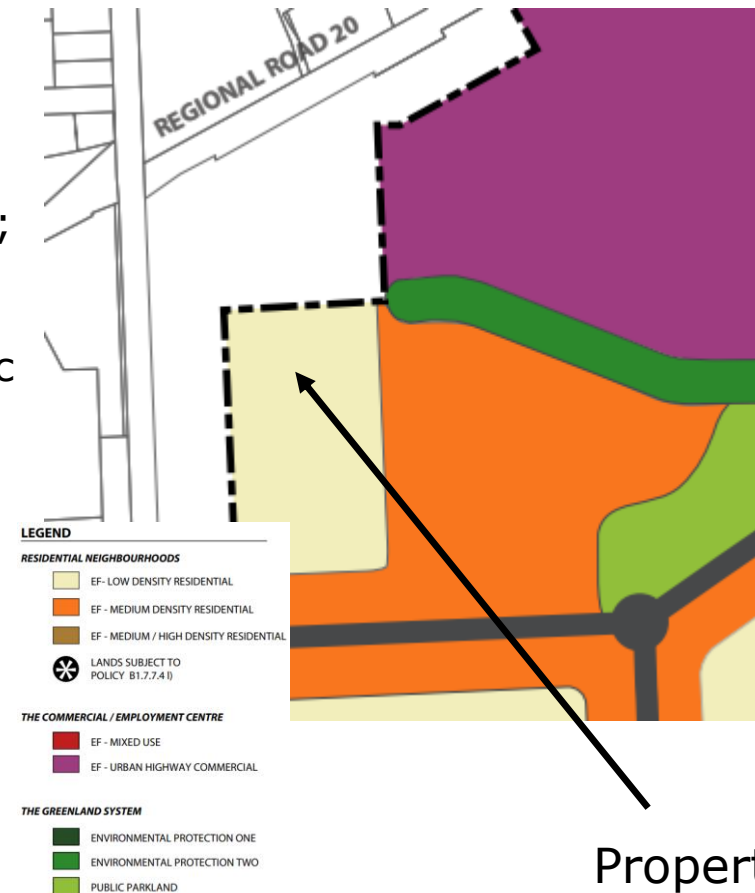 REGIONAL ROAD 20
;
c
LEGEND
RESIDENTIAL NEIGHBOURHOODS
EF- LOW DENSITY RESIDENTIAL
EF - MEDIUM DENSITY RESIDENTIAL
EF - MEDIUM / HIGH DENSITY RESIDENTIAL
LANDS SUBJECT TO
POLICY B1.7.7.4 l)
THE COMMERCIAL / EMPLOYMENT CENTRE
EF - MIXED USE
EF - URBAN HIGHWAY COMMERCIAL
THE GREENLAND SYSTEM
ENVIRONMENTAL PROTECTION ONE
ENVIRONMENTAL PROTECTION TWO
PUBLIC PARKLAND
Propert